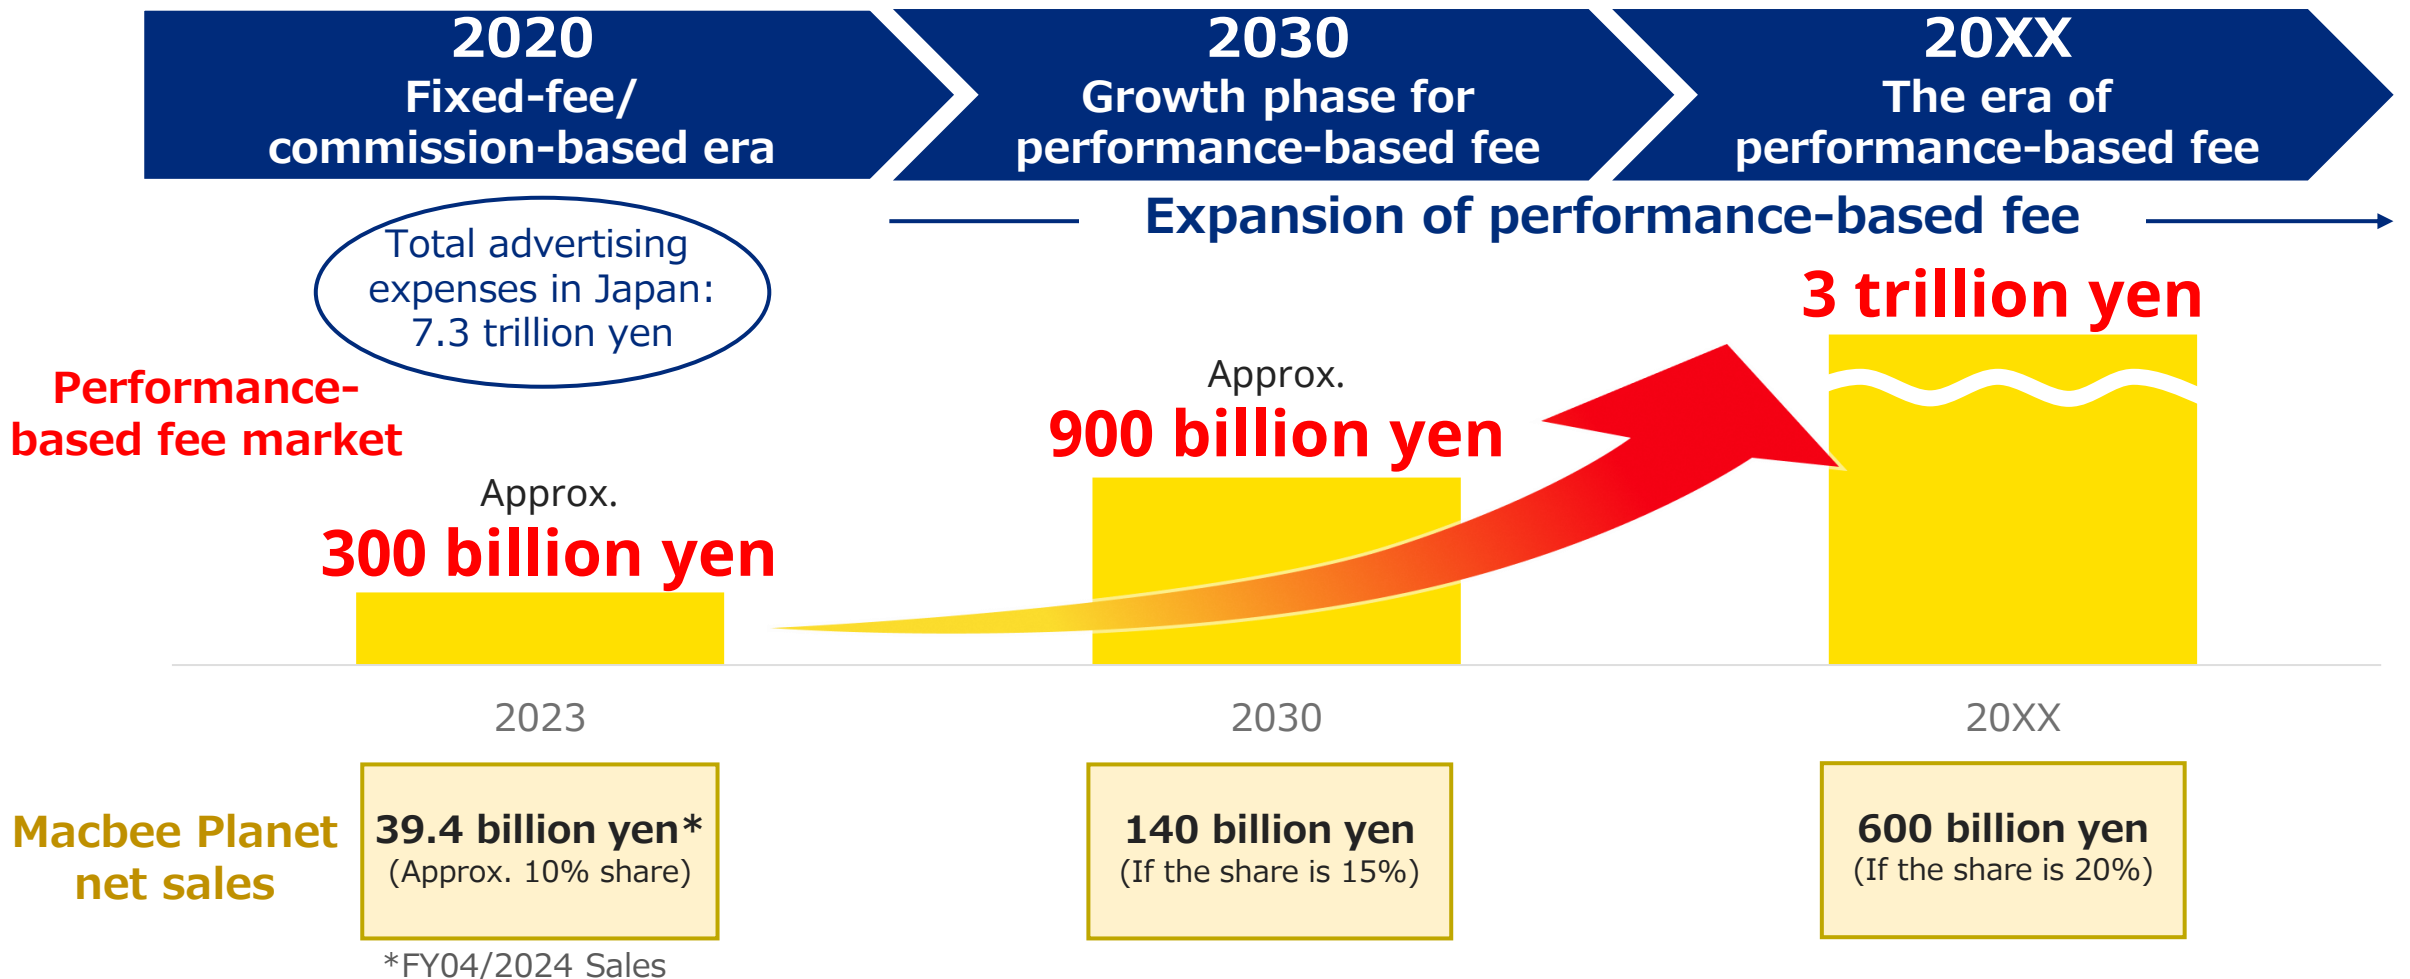 2020
Fixed-fee/
commission-based era
2030
Growth phase for
performance-based fee
20XX
The era of
performance-based fee
Expansion of performance-based fee
Total advertising
expenses in Japan:
7.3 trillion yen
Performance-
based fee market
Approx.
300 billion yen
Approx.
900 billion yen
3 trillion yen
2023
2030
20XX
Macbee Planet
net sales
39.4 billion yen*
(Approx. 10% share)
140 billion yen
(If the share is 15%)
600 billion yen
(If the share is 20%)
*FY04/2024 Sales